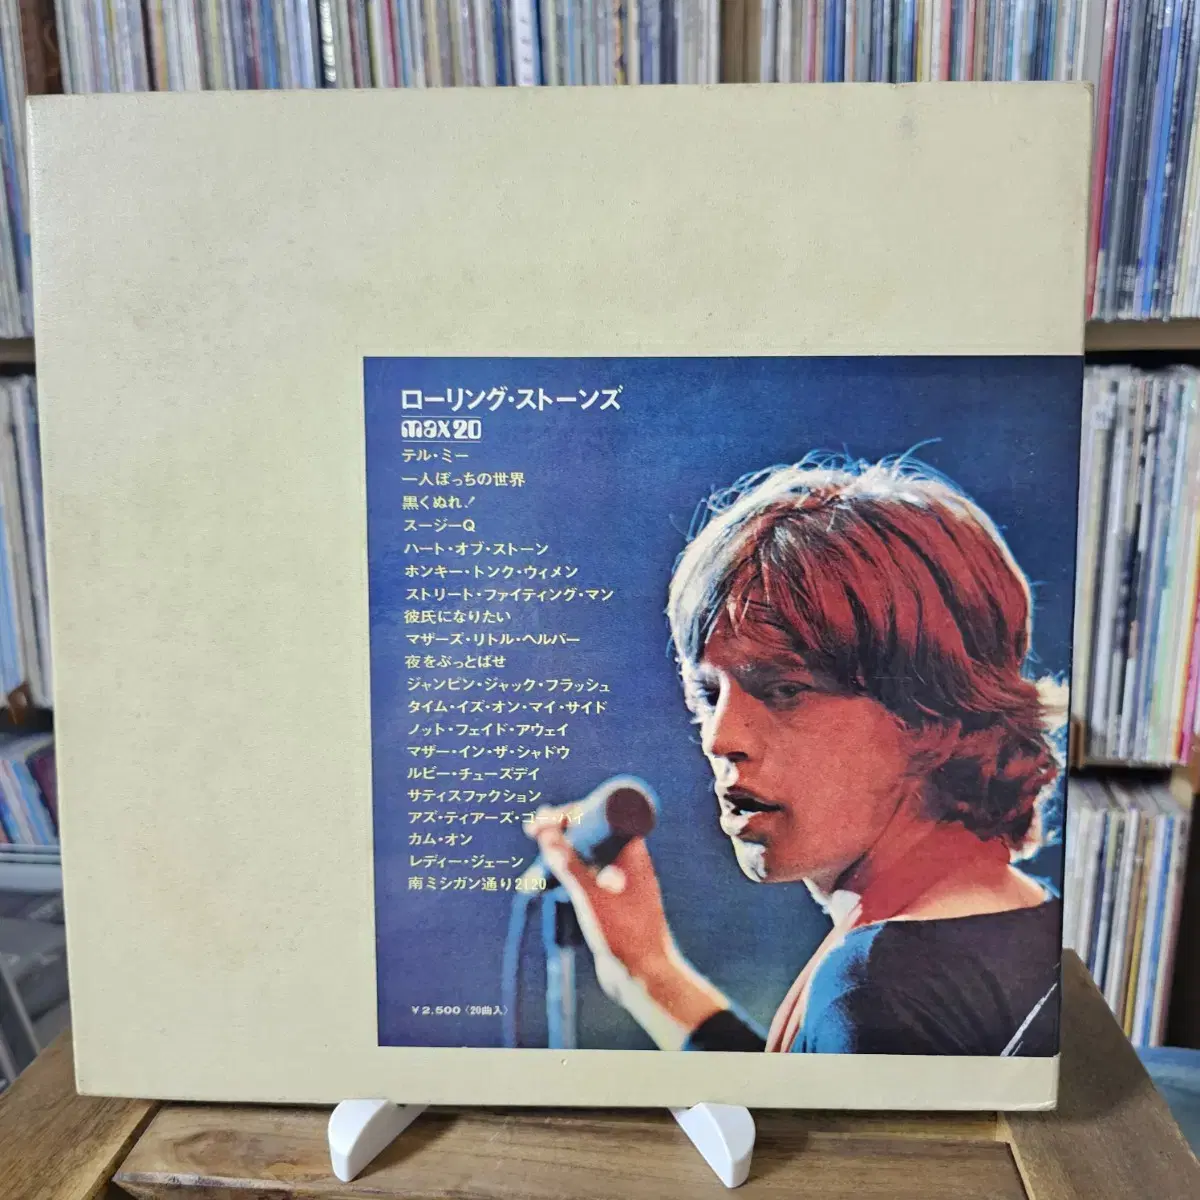 ローリング・ストーンズ
max20
テル・ミー
一人ぼっちの世界
黒くぬれ！
スージーQ
ハート・オブ・ストーン
ホンキー・トンク・ウィメン
ストリート・ファイティング・マン
彼氏になりたい
マザーズ・リトル・ヘルパー
夜をぶっとばせ
ジャンピン・ジャック・フラッシュ
タイム・イズ・オン・マイ・サイド
ノット・フェイド・アウェイ
マザー・イン・ザ・シャドウ
ルビー・チューズデイ
サティスファクション
アズ・ティアーズ・ゴー・バイ
カム・オン
レディー・ジェーン
南ミシガン通り2120
￥2,500〈20曲入〉